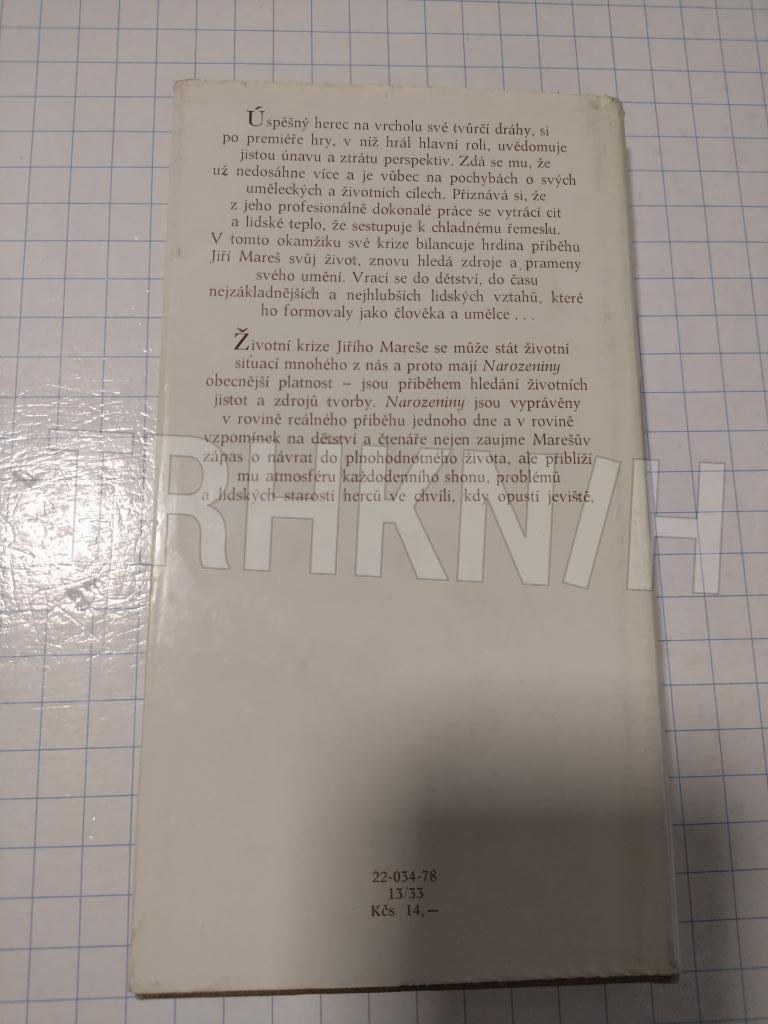 Úspěšný herec na vrcholu své tvůrčí dráhy, si
po premiéře hry, v níž hrál hlavní roli, uvědomuje
jistou únavu a ztrátu perspektiv. Zdá se mu, že
už nedosáhne více a je vůbec na pochybách o svých
uměleckých a životních cílech. Přiznává si, že
z jeho profesionálně dokonalé práce se vytrácí cit
a lidské teplo, že sestupuje k chladnému řemeslu.
V tomto okamžiku své krize bilancuje hrdina příběhu
Jiří Mareš svůj život, znovu hledá zdroje a prameny
svého umění. Vrací se do dětství, do času
nejzákladnějších a nejhlubších lidských vztahů, které
ho formovaly jako člověka a umělce . . .
Životní krize Jiřího Mareše se může stát životní
situací mnohého z nás a proto mají Narozeniny
obecnější platnost – jsou příběhem hledání životních
jistot a zdrojů tvorby. Narozeniny jsou vyprávěny
v rovině reálného příběhu jednoho dne a v rovině
vzpomínek na dětství a čtenáře nejen zaujme Marešův
zápas o návrat do plnohodnotného života, ale přiblíží
mu atmosféru každodenního shonu, problémů
a lidských starostí herců ve chvíli, kdy opustí jeviště.
TRHKNIH
22-034-78
13/33
Kčs 14,–